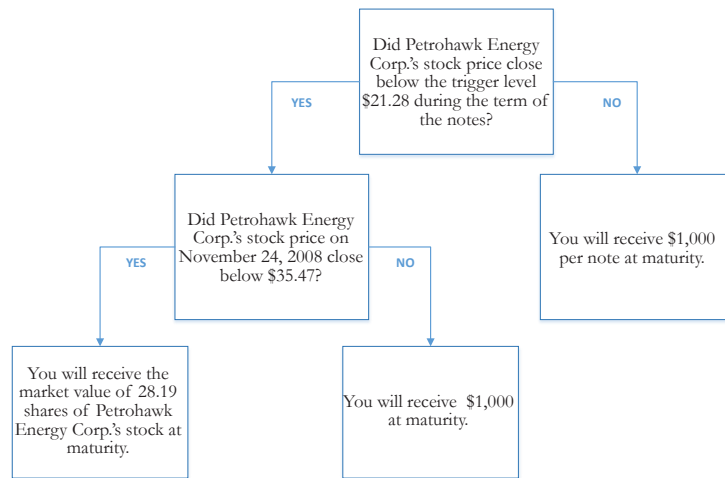 Did Petrohawk Energy
Corp.'s stock price close
below the trigger level
$21.28 during the term of
the notes?
YES
NO
Did Petrohawk Energy
Corp.'s stock price on
November 24, 2008 close
below $35.47?
You will receive $1,000
per note at maturity.
YES
NO
You will receive the
market value of 28.19
shares of Petrohawk
Energy Corp.'s stock at
maturity.
You will receive $1,000
at maturity.